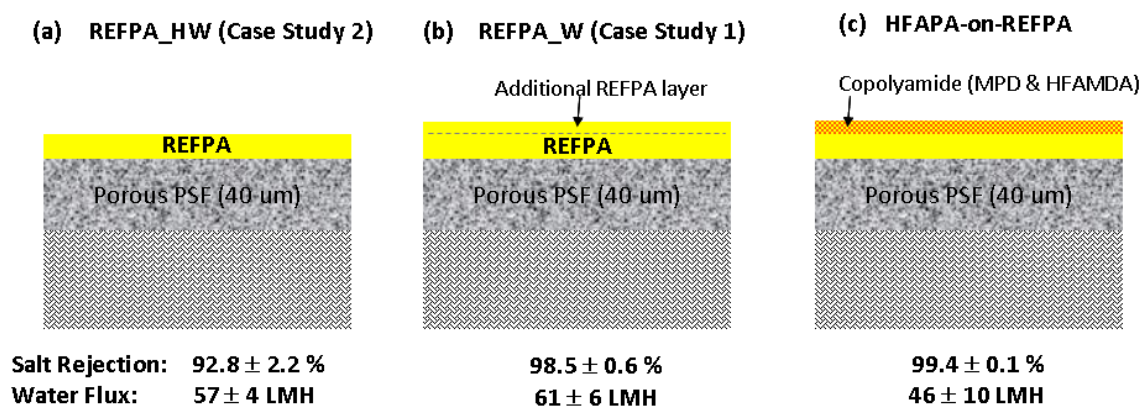 (a) REFPA_HW (Case Study 2)
(b) REFPA_W (Case Study 1)
(c) HFAPA-on-REFPA
Additional REFPA layer
Copolyamide (MPD & HFAMDA)
REFPA
REFPA
Porous PSF (40 um)
Porous PSF (40 um)
Porous PSF (40 um)
Salt Rejection: 92.8 ± 2.2 % 98.5 ± 0.6 % 99.4 ± 0.1 %
Water Flux: 57 ± 4 LMH 61 ± 6 LMH 46 ± 10 LMH